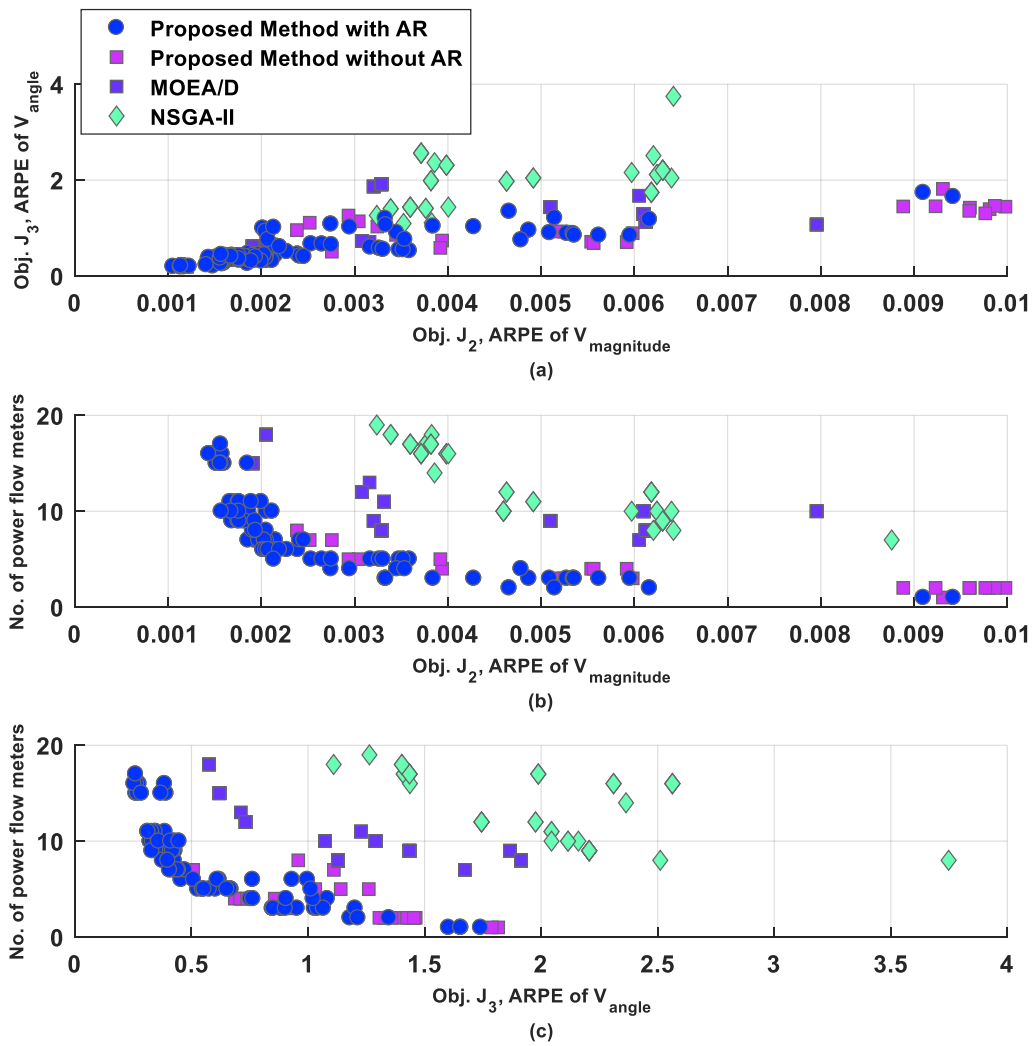 Proposed Method with AR
Proposed Method without AR
MOEA/D
NSGA-II
Obj. J3, ARPE of Vangle
4
2
0
0 0.001 0.002 0.003 0.004 0.005 0.006 0.007 0.008 0.009 0.01
Obj. J2, ARPE of Vmagnitude
(a)
No. of power flow meters
20
10
0
0 0.001 0.002 0.003 0.004 0.005 0.006 0.007 0.008 0.009 0.01
Obj. J2, ARPE of Vmagnitude
(b)
No. of power flow meters
20
10
0
0 0.5 1 1.5 2 2.5 3 3.5 4
Obj. J3, ARPE of Vangle
(c)